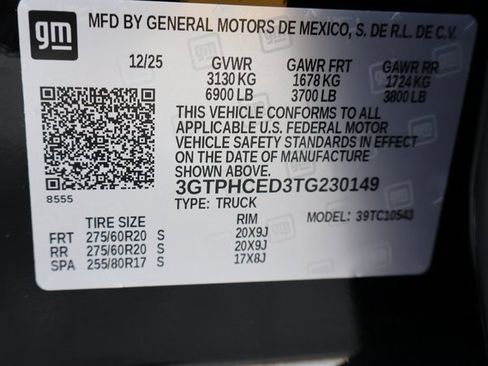 gm
MFD BY GENERAL MOTORS DE MEXICO, S. DE R.L. DE C.V.
12/25 GVWR GAWR FRT GAWR RR
3130 KG 1678 KG 1724 KG
6900 LB 3700 LB 3800 LB
THIS VEHICLE CONFORMS TO ALL
APPLICABLE U.S. FEDERAL MOTOR
VEHICLE SAFETY STANDARDS IN EFFECT
ON THE DATE OF MANUFACTURE SHOWN ABOVE.
3GTPHCED3TG230149
8555
TYPE: TRUCK
TIRE SIZE RIM MODEL: 39TC10543
FRT 275/60R20 S 20X9J
RR 275/60R20 S 20X9J
SPA 255/80R17 S 17X8J